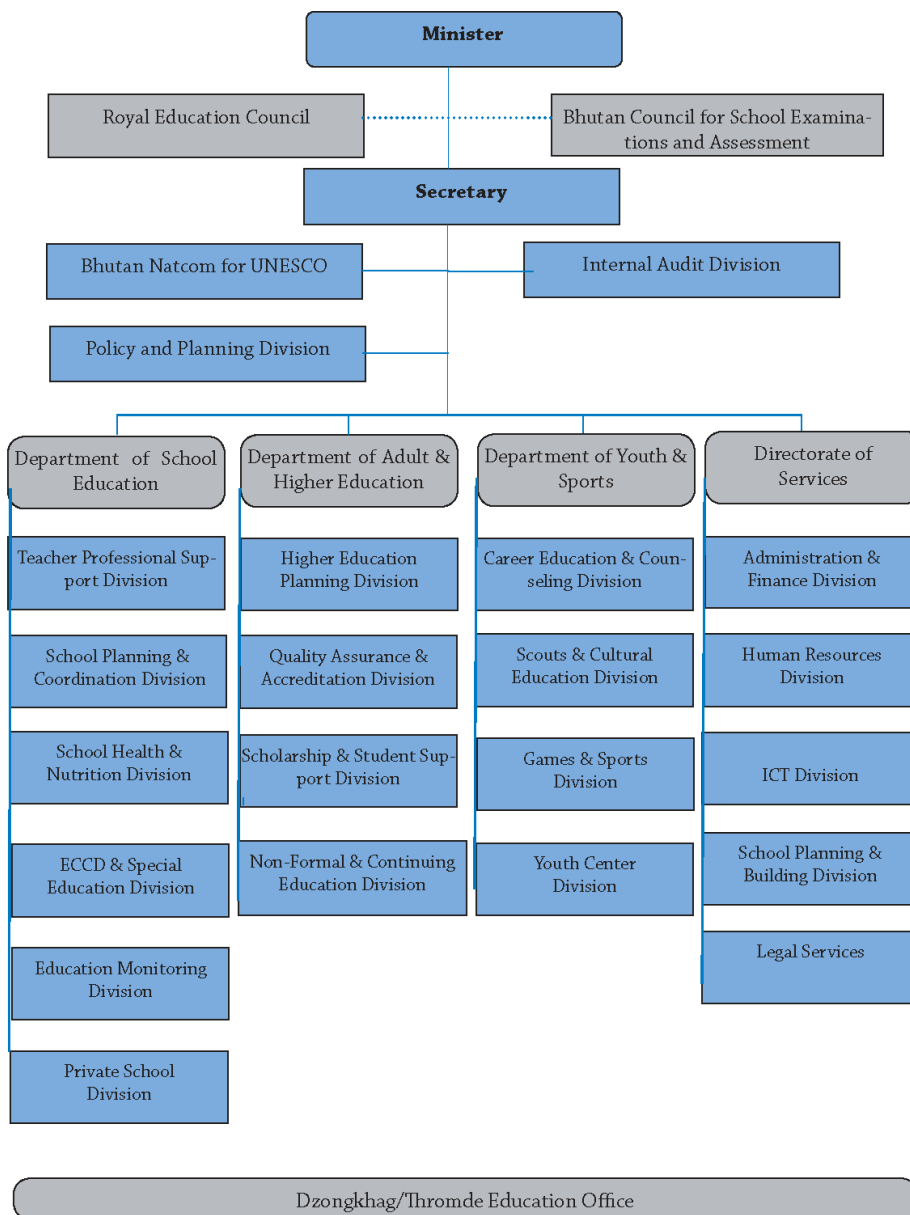 Minister
Royal Education Council
Bhutan Council for School Examina-
tions and Assessment
Secretary
Bhutan Natcom for UNESCO
Internal Audit Division
Policy and Planning Division
Department of School
Education
Department of Adult &
Higher Education
Department of Youth &
Sports
Directorate of
Services
Teacher Professional Sup-
port Division
Higher Education
Planning Division
Career Education & Coun-
seling Division
Administration &
Finance Division
School Planning &
Coordination Division
Quality Assurance &
Accreditation Division
Scouts & Cultural
Education Division
Human Resources
Division
School Health &
Nutrition Division
Scholarship & Student Sup-
port Division
Games & Sports
Division
ICT Division
ECCD & Special
Education Division
Non-Formal & Continuing
Education Division
Youth Center
Division
School Planning &
Building Division
Education Monitoring
Division
Legal Services
Private School
Division
Dzongkhag/Thromde Education Office